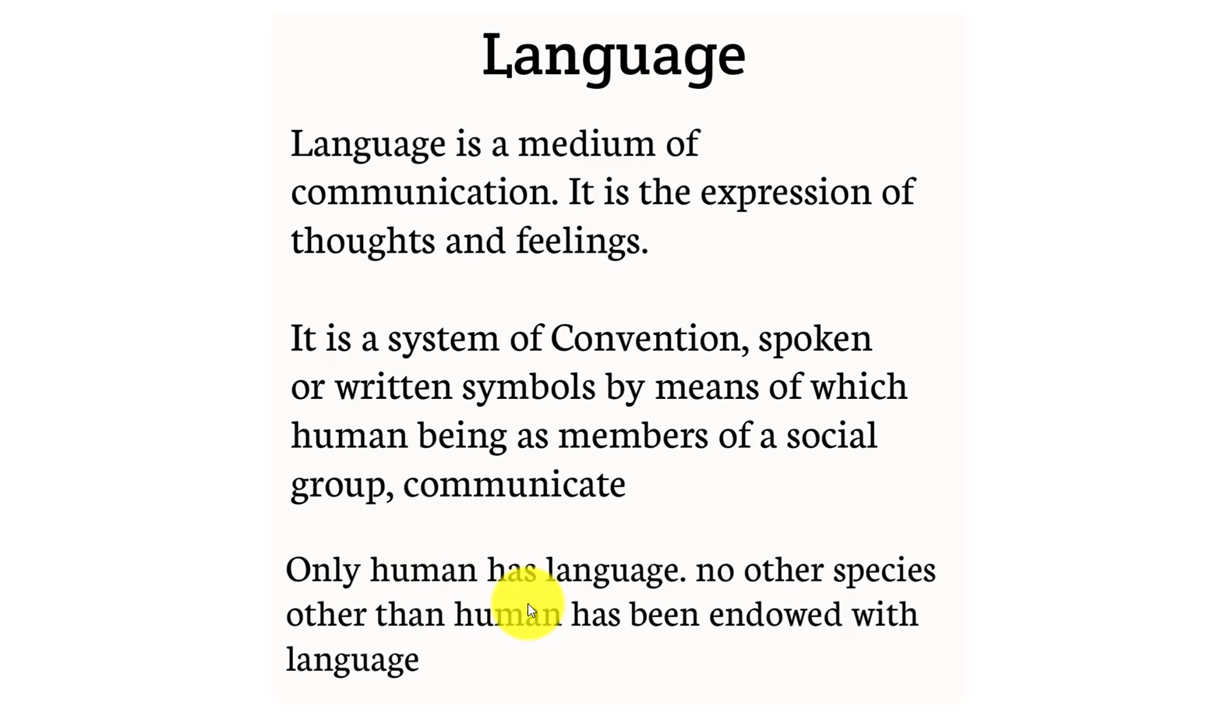 Language
Language is a medium of
communication. It is the expression of
thoughts and feelings.
It is a system of Convention, spoken
or written symbols by means of which
human being as members of a social
group, communicate
Only human has language. no other species
other than human has been endowed with
language